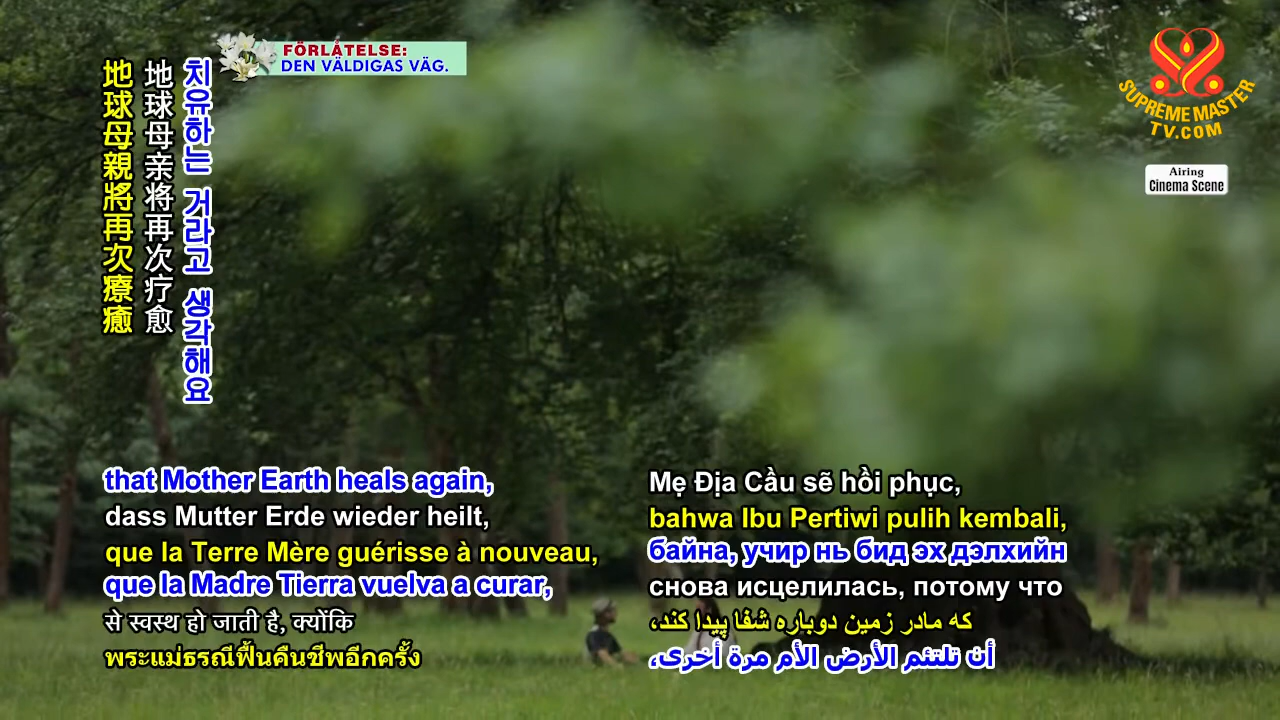 FÖRLÅTELSE:
DEN VÄLDIGAS VÄG.
SUPREME MASTER
TV.COM
Airing
Cinema Scene
치유하는 거라고 생각해요
地球母亲将再次疗愈
地球母親將再次療癒
that Mother Earth heals again,
dass Mutter Erde wieder heilt,
que la Terre Mère guérisse à nouveau,
que la Madre Tierra vuelva a curar,
से स्वस्थ हो जाती है, क्योंकि
พระแม่ธรณีฟื้นคืนชีพอีกครั้ง
Mẹ Địa Cầu sẽ hồi phục,
bahwa Ibu Pertiwi pulih kembali,
байна, учир нь бид эх дэлхийн
снова исцелилась, потому что
که مادر زمین دوباره شفا پیدا کند،
أن تلتئم الأرض الأم مرة أخرى،